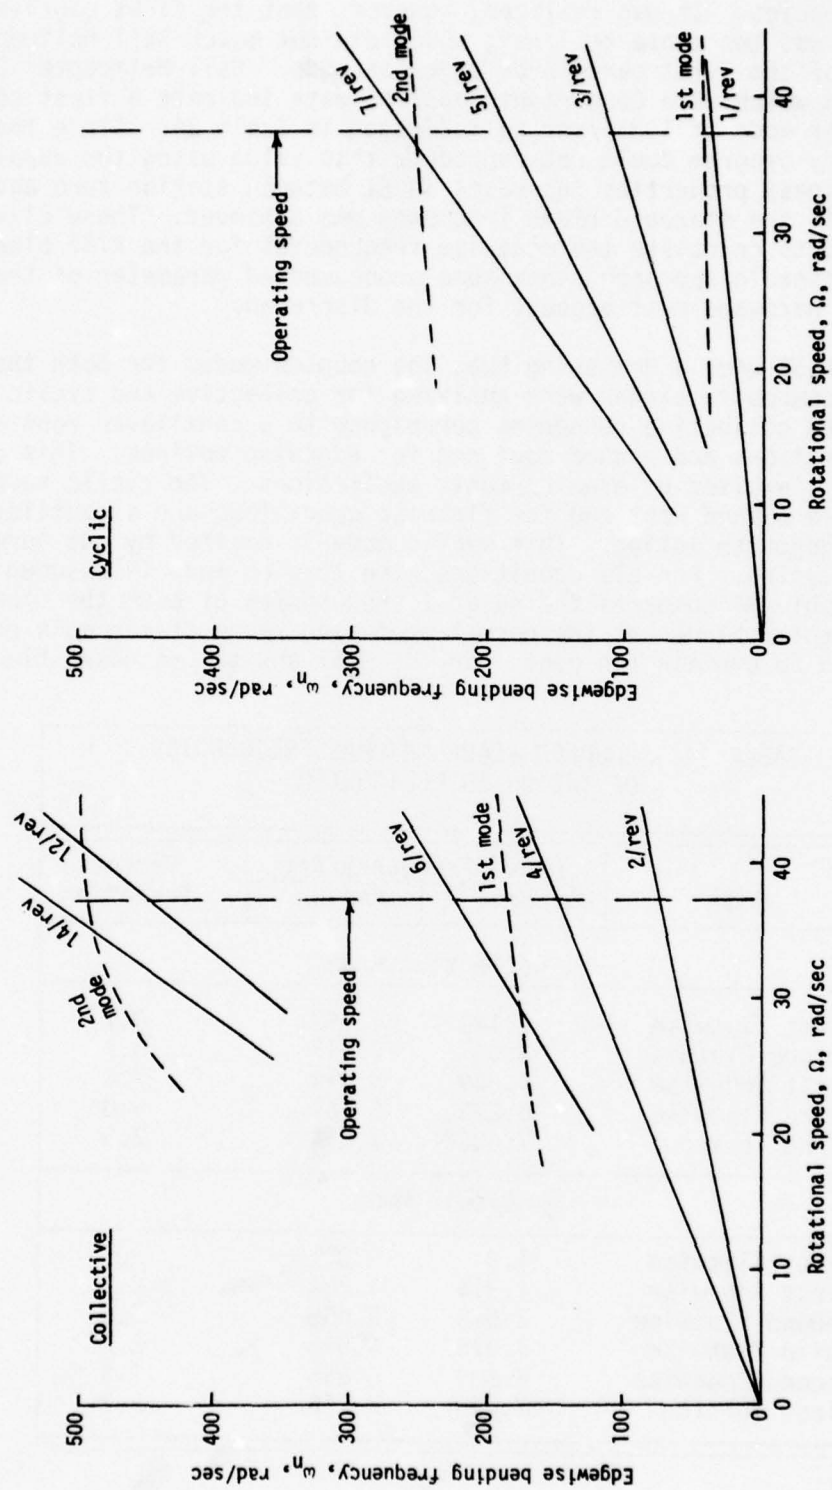 Collective
Edgewise bending frequency, ωn, rad/sec
500
400
300
200
100
0
14/rev
12/rev
2nd mode
Operating speed
6/rev
1st mode
4/rev
2/rev
0
10
20
30
40
Rotational speed, Ω, rad/sec
Cyclic
Edgewise bending frequency, ωn, rad/sec
500
400
300
200
100
0
7/rev
2nd mode
Operating speed
5/rev
3/rev
1st mode
1/rev
0
10
20
30
40
Rotational speed, Ω, rad/sec